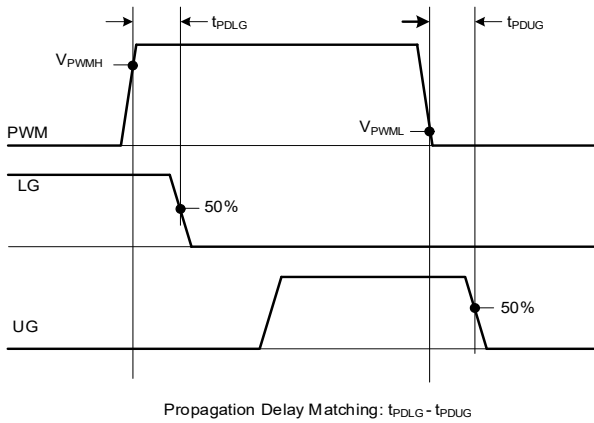 tPDLG
tPDUG
VPWMH
VPWML
PWM
LG
50%
50%
UG
Propagation Delay Matching: tPDLG - tPDUG